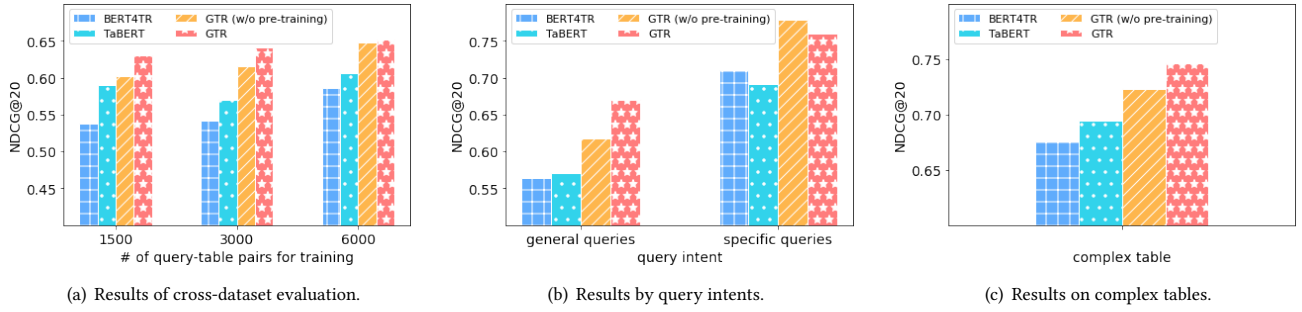 BERT4TR
TaBERT
GTR (w/o pre-training)
GTR
NDCG@20
0.65
0.60
0.55
0.50
0.45
1500
3000
6000
# of query-table pairs for training
(a) Results of cross-dataset evaluation.
BERT4TR
TaBERT
GTR (w/o pre-training)
GTR
NDCG@20
0.75
0.70
0.65
0.60
0.55
general queries
specific queries
query intent
(b) Results by query intents.
BERT4TR
TaBERT
GTR (w/o pre-training)
GTR
NDCG@20
0.75
0.70
0.65
complex table
(c) Results on complex tables.